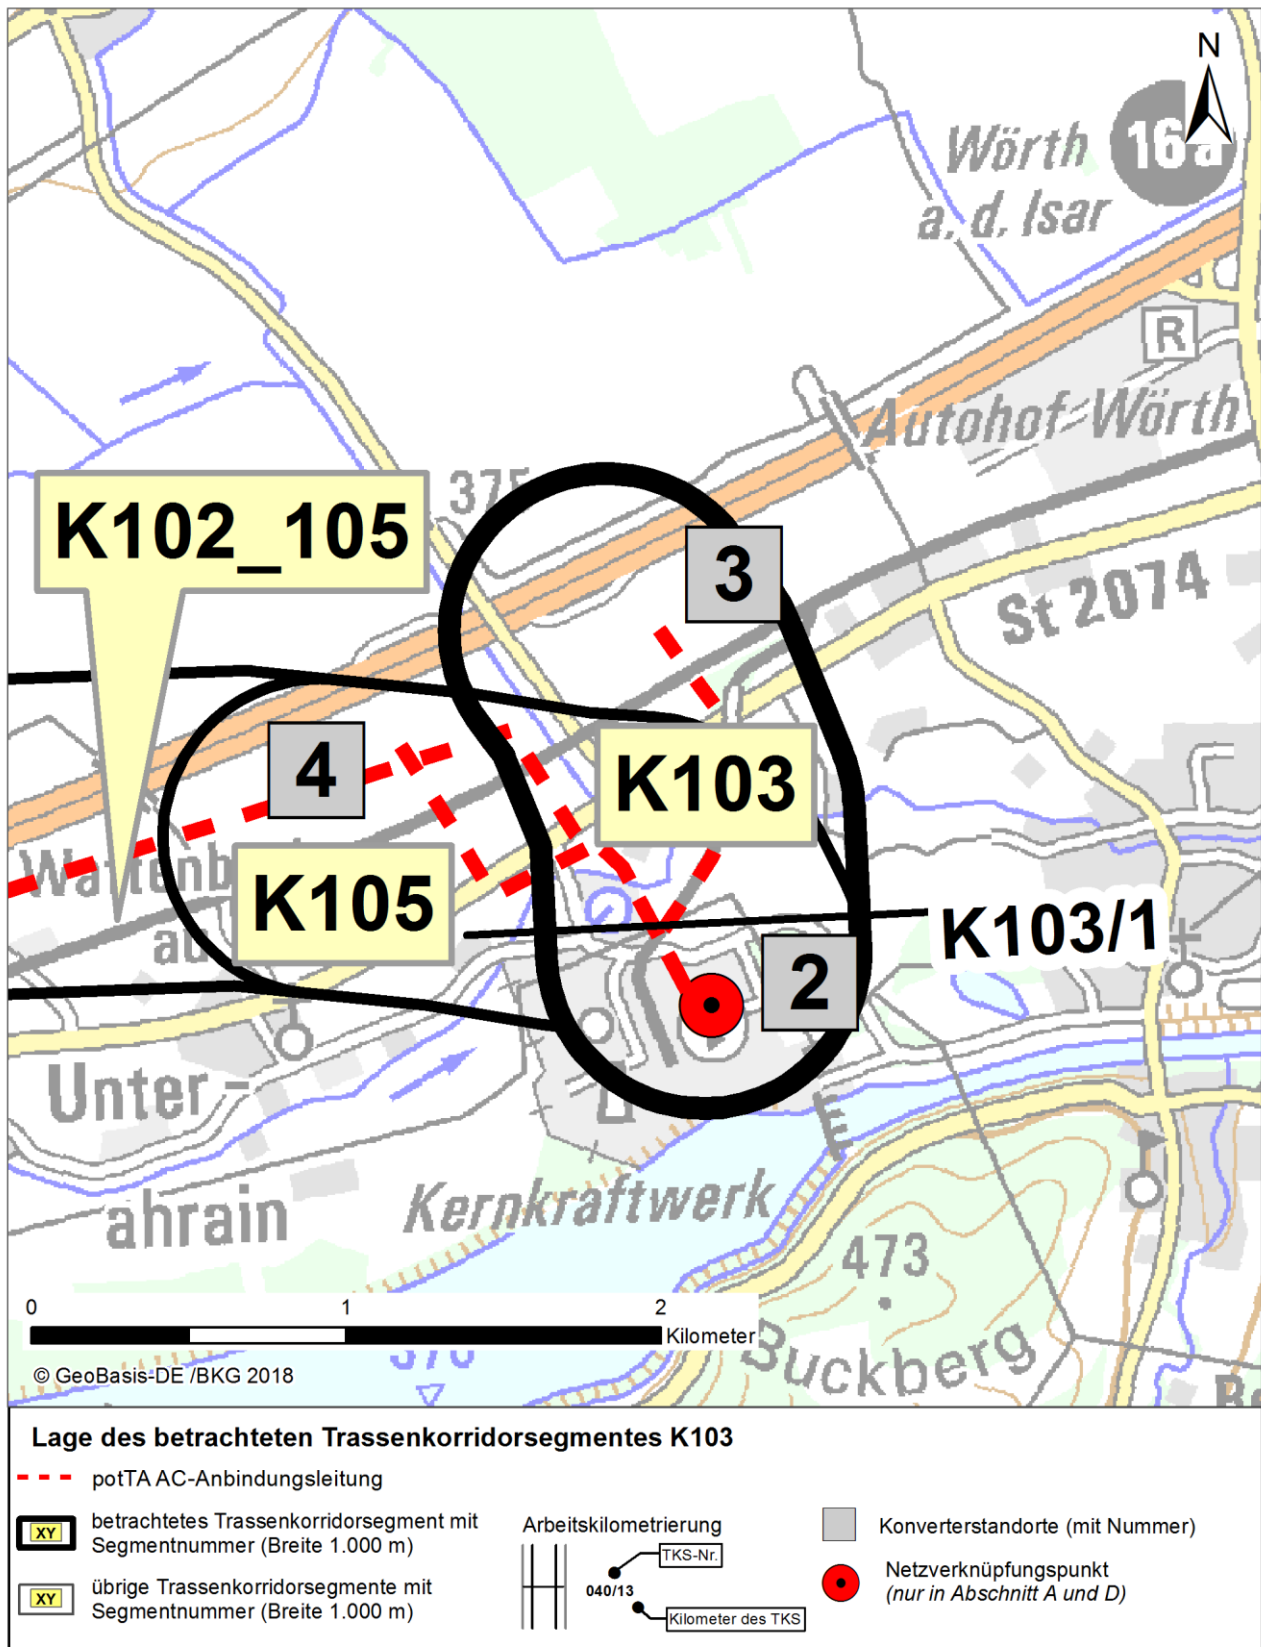 N
Wörth
16a
a. d. Isar
R
Autohof-Wörth
375
K102_105
3
St 2074
4
K103
K105
au
K103/1
2
Unter-
ahrain
Kernkraftwerk
473
Buckberg
0 1 2
Kilometer
© GeoBasis-DE /BKG 2018
Lage des betrachteten Trassenkorridorsegmentes K103
potTA AC-Anbindungsleitung
XY
betrachtetes Trassenkorridorsegment mit
Segmentnummer (Breite 1.000 m)
XY
übrige Trassenkorridorsegmente mit
Segmentnummer (Breite 1.000 m)
Arbeitskilometrierung
TKS-Nr.
040/13
Kilometer des TKS
Konverterstandorte (mit Nummer)
Netzverknüpfungspunkt
(nur in Abschnitt A und D)